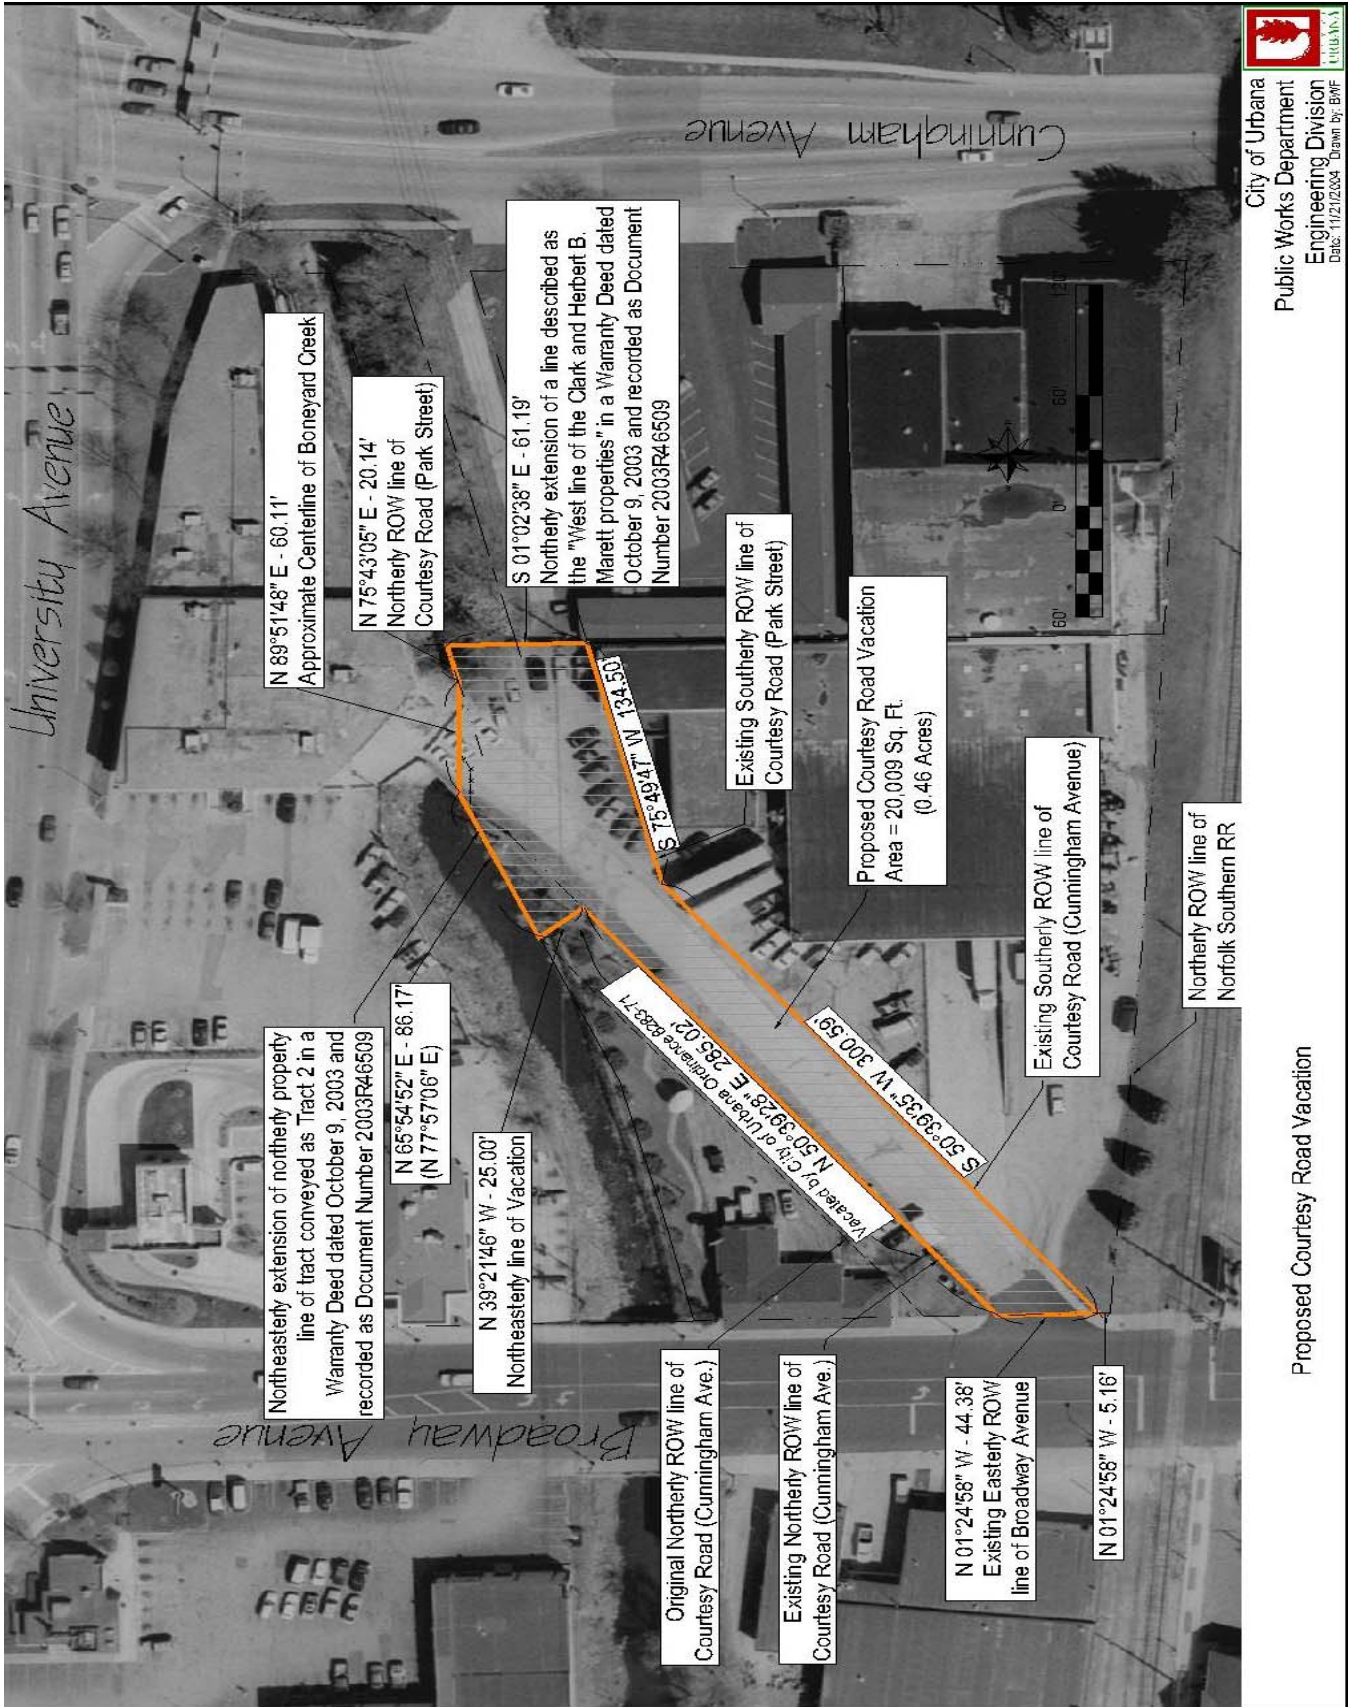 University Avenue
Cunningham Avenue
Broadway Avenue
N 89°51'48" E - 60.11'
Approximate Centerline of Boneyard Creek
N 75°43'05" E - 20.14'
Northerly ROW line of
Courtesy Road (Park Street)
S 01°02'38" E - 61.19'
Northerly extension of a line described as
the "West line of the Clark and Herbert B.
Marett properties" in a Warranty Deed dated
October 9, 2003 and recorded as Document
Number 2003R46509
Northeasterly extension of northerly property
line of tract conveyed as Tract 2 in a
Warranty Deed dated October 9, 2003 and
recorded as Document Number 2003R46509
N 65°54'52" E - 86.17'
(N 77°57'06" E)
N 39°21'46" W - 25.00'
Northeasterly line of Vacation
S 75°49'47" W 134.50'
Existing Southerly ROW line of
Courtesy Road (Park Street)
Vacated by City of Urbana Ordinance 8283-71
N 50°39'28" E 285.02'
S 50°39'35" W 300.59'
Proposed Courtesy Road Vacation
Area = 20,009 Sq. Ft.
(0.46 Acres)
Existing Southerly ROW line of
Courtesy Road (Cunningham Avenue)
Northerly ROW line of
Norfolk Southern RR
Original Northerly ROW line of
Courtesy Road (Cunningham Ave.)
Existing Northerly ROW line of
Courtesy Road (Cunningham Ave.)
N 01°24'58" W - 44.38'
Existing Easterly ROW
line of Broadway Avenue
N 01°24'58" W - 5.16'
60' 0' 60' 120'
Proposed Courtesy Road Vacation
URBANA
City of Urbana
Public Works Department
Engineering Division
Date: 11/21/2004 Drawn by: BWF